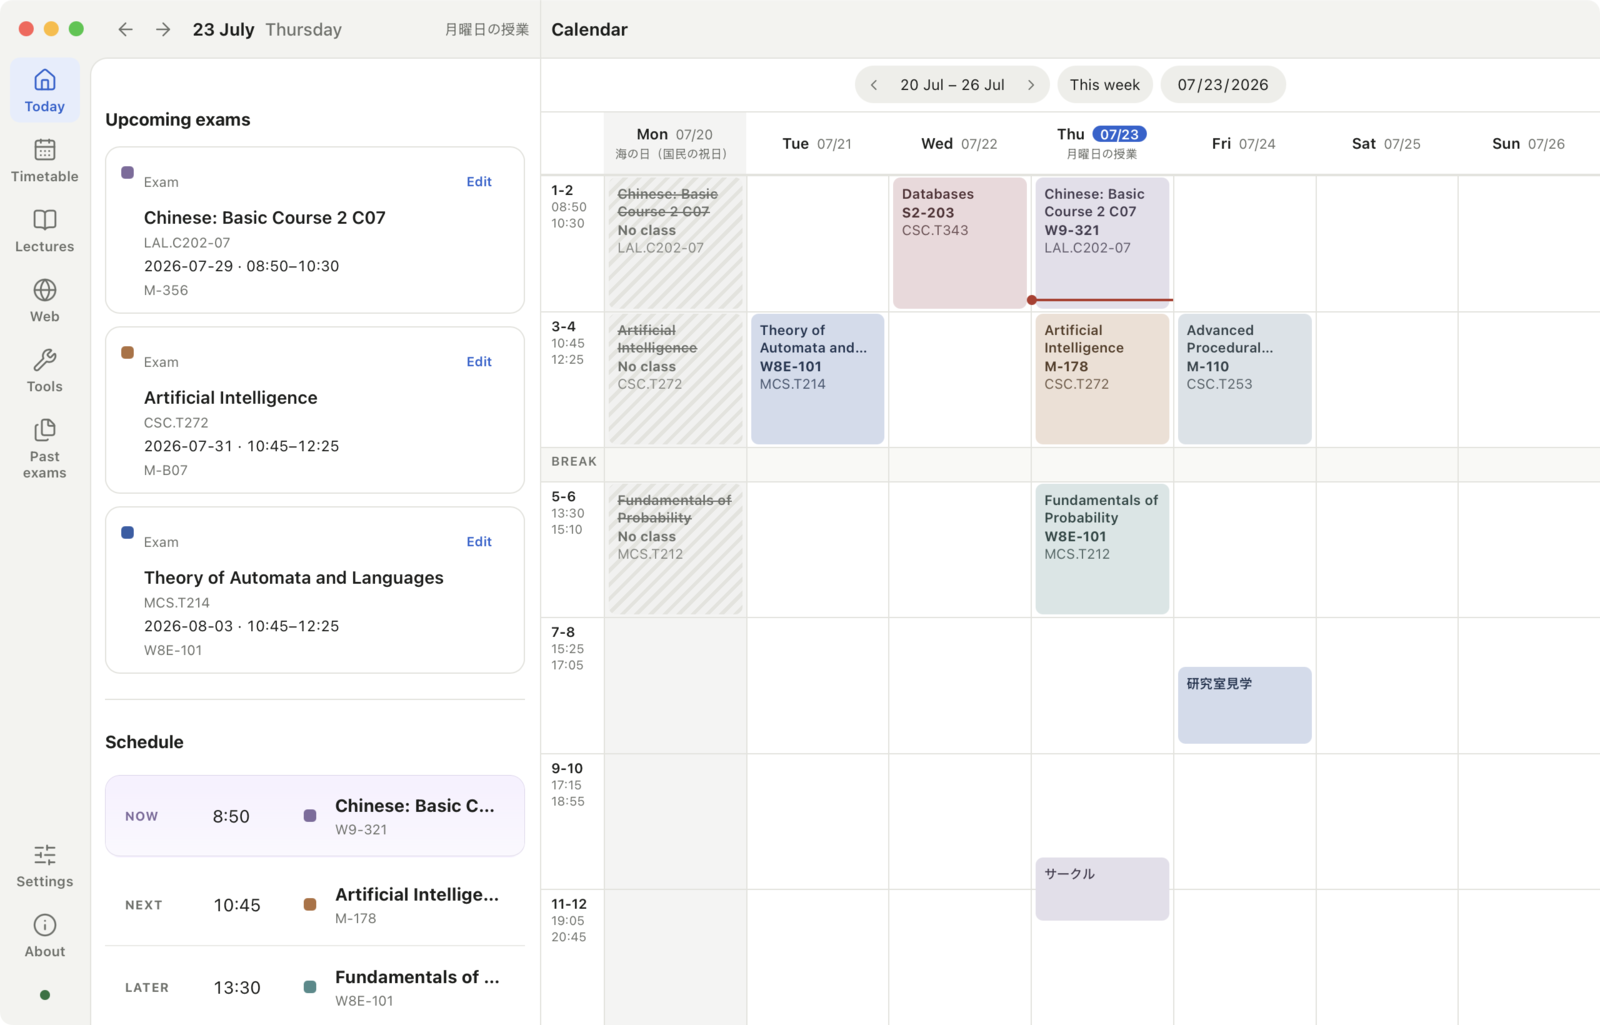 23 July Thursday
月曜日の授業
Calendar
Today
Timetable
Lectures
Web
Tools
Past
exams
Settings
About
Upcoming exams
Exam
Edit
Chinese: Basic Course 2 C07
LAL.C202-07
2026-07-29 · 08:50–10:30
M-356
Exam
Edit
Artificial Intelligence
CSC.T272
2026-07-31 · 10:45–12:25
M-B07
Exam
Edit
Theory of Automata and Languages
MCS.T214
2026-08-03 · 10:45–12:25
W8E-101
Schedule
NOW
8:50
Chinese: Basic C...
W9-321
NEXT
10:45
Artificial Intellige...
M-178
LATER
13:30
Fundamentals of ...
W8E-101
20 Jul – 26 Jul
This week
07/23/2026
Mon 07/20
海の日（国民の祝日）
Tue 07/21
Wed 07/22
Thu 07/23
月曜日の授業
Fri 07/24
Sat 07/25
Sun 07/26
1-2
08:50
10:30
Chinese: Basic
Course 2 C07
No class
LAL.C202-07
Databases
S2-203
CSC.T343
Chinese: Basic
Course 2 C07
W9-321
LAL.C202-07
3-4
10:45
12:25
Artificial
Intelligence
No class
CSC.T272
Theory of
Automata and...
W8E-101
MCS.T214
Artificial
Intelligence
M-178
CSC.T272
Advanced
Procedural...
M-110
CSC.T253
BREAK
5-6
13:30
15:10
Fundamentals of
Probability
No class
MCS.T212
Fundamentals of
Probability
W8E-101
MCS.T212
7-8
15:25
17:05
研究室見学
9-10
17:15
18:55
サークル
11-12
19:05
20:45